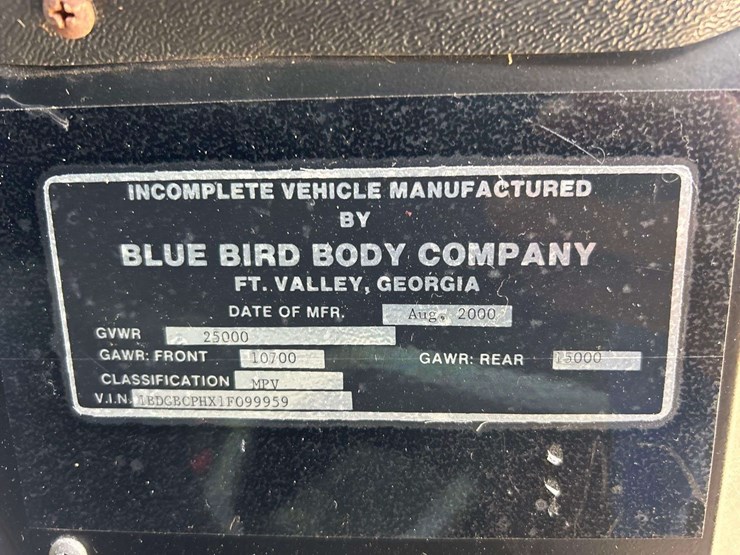 INCOMPLETE VEHICLE MANUFACTURED
BY
BLUE BIRD BODY COMPANY
FT. VALLEY, GEORGIA
DATE OF MFR. Aug. 2000
GVWR 25000
GAWR: FRONT 10700 GAWR: REAR 15000
CLASSIFICATION MPV
V.I.N. 1BDGBCPHX1F099959